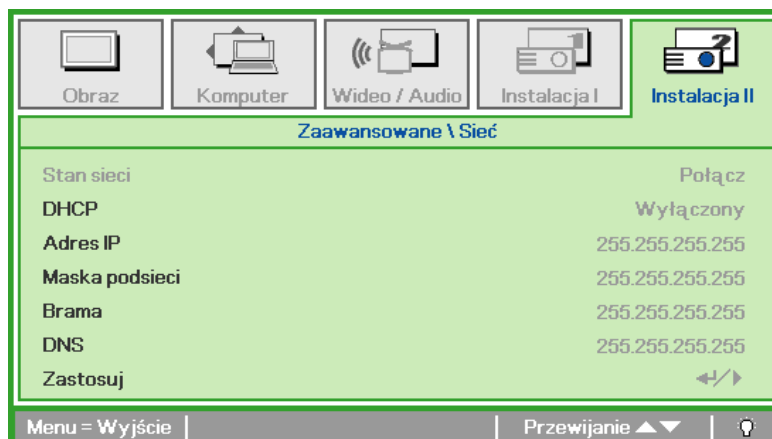 Obraz
Komputer
Wideo / Audio
Instalacja I
Instalacja II
Zaawansowane \ Sieć
Stan sieci Połącz
DHCP Wyłączony
Adres IP 255.255.255.255
Maska podsieci 255.255.255.255
Brama 255.255.255.255
DNS 255.255.255.255
Zastosuj
Menu = Wyjście Przewijanie